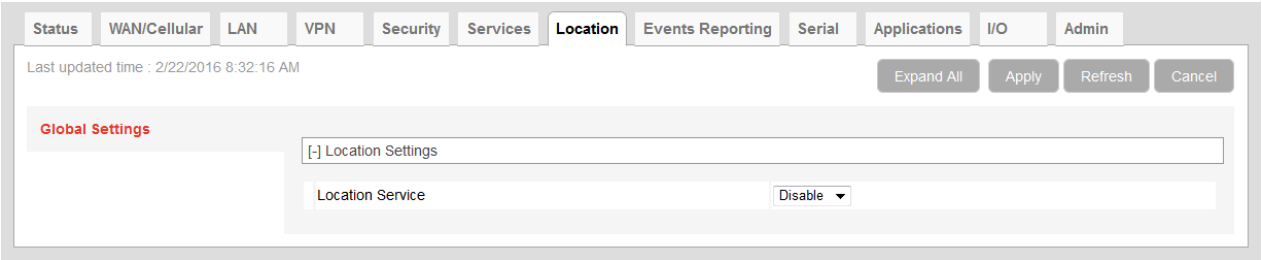 Status WAN/Cellular LAN VPN Security Services Location Events Reporting Serial Applications I/O Admin
Last updated time : 2/22/2016 8:32:16 AM
Expand All Apply Refresh Cancel
Global Settings
[-] Location Settings
Location Service Disable